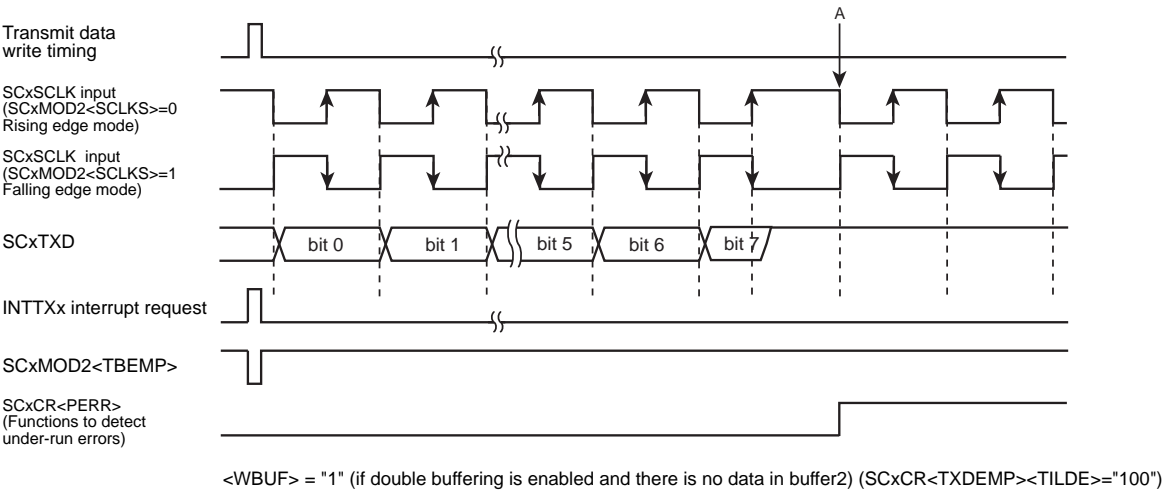 A
Transmit data
write timing
SCxSCLK input
(SCxMOD2<SCLKS>=0
Rising edge mode)
SCxSCLK input
(SCxMOD2<SCLKS>=1
Falling edge mode)
SCxTXD
bit 0
bit 1
bit 5
bit 6
bit 7
INTTXx interrupt request
SCxMOD2<TBEMP>
SCxCR<PERR>
(Functions to detect
under-run errors)
<WBUF> = "1" (if double buffering is enabled and there is no data in buffer2) (SCxCR<TXDEMP><TILDE>="100")